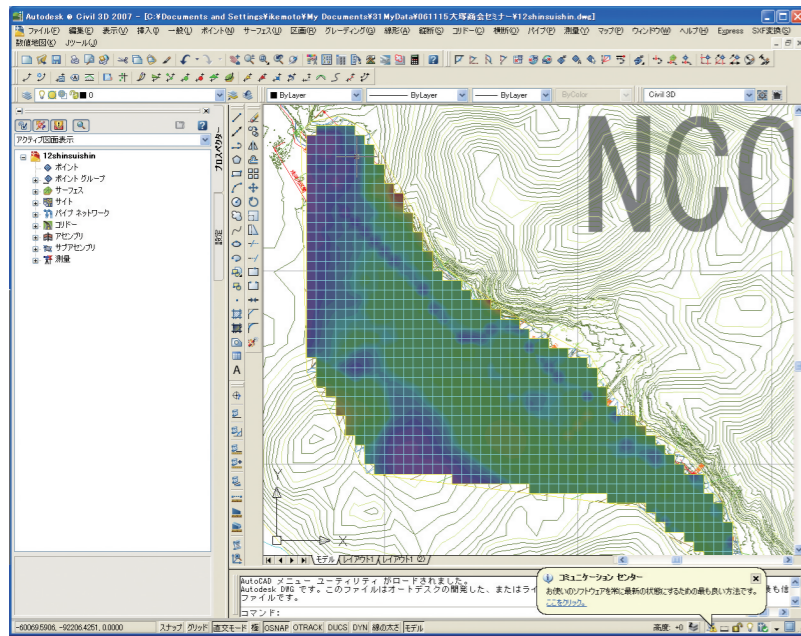 Autodesk ® Civil 3D 2007 - [C:¥Documents and Settings¥ikemoto¥My Documents¥31MyData¥061115大塚商会セミナー¥12shinsuishin.dwg]
ファイル(F) 編集(E) 表示(V) 挿入(I) 一般(L) ポイント(N) サーフェス(U) 区画(R) グレーディング(G) 線形(A) 縦断(S) コリドー(C) 横断(C) パイプ(P) 測量(Y) マップ(P) ウィンドウ(W) ヘルプ(H) Express SXF変換(S)
数値地図(K) Jツール(J)
0
ByLayer
ByLayer
ByLayer
ByColor
Civil 3D
アクティブ図面表示
プロスペクター
設定
12shinsuishin
ポイント
ポイント グループ
サーフェス
サイト
パイプ ネットワーク
コリドー
アセンブリ
サブアセンブリ
測量
NCO
A
Y
X
モデル
レイアウト1
レイアウト1 (2)
AutoCAD メニュー ユーティリティ がロードされました。
Autodesk DWG です。このファイルはオートデスクの開発した、またはライ
ファイルです。
コマンド:
コミュニケーション センター
お使いのソフトウェアを常に最新の状態にするための最も良い方法です。
ここをクリック。
-60069.5906, -92206.4251, 0.0000
スナップ グリッド 直交モード 極 OSNAP OTRACK DUCS DYN 線の太さ モデル
高度: +0